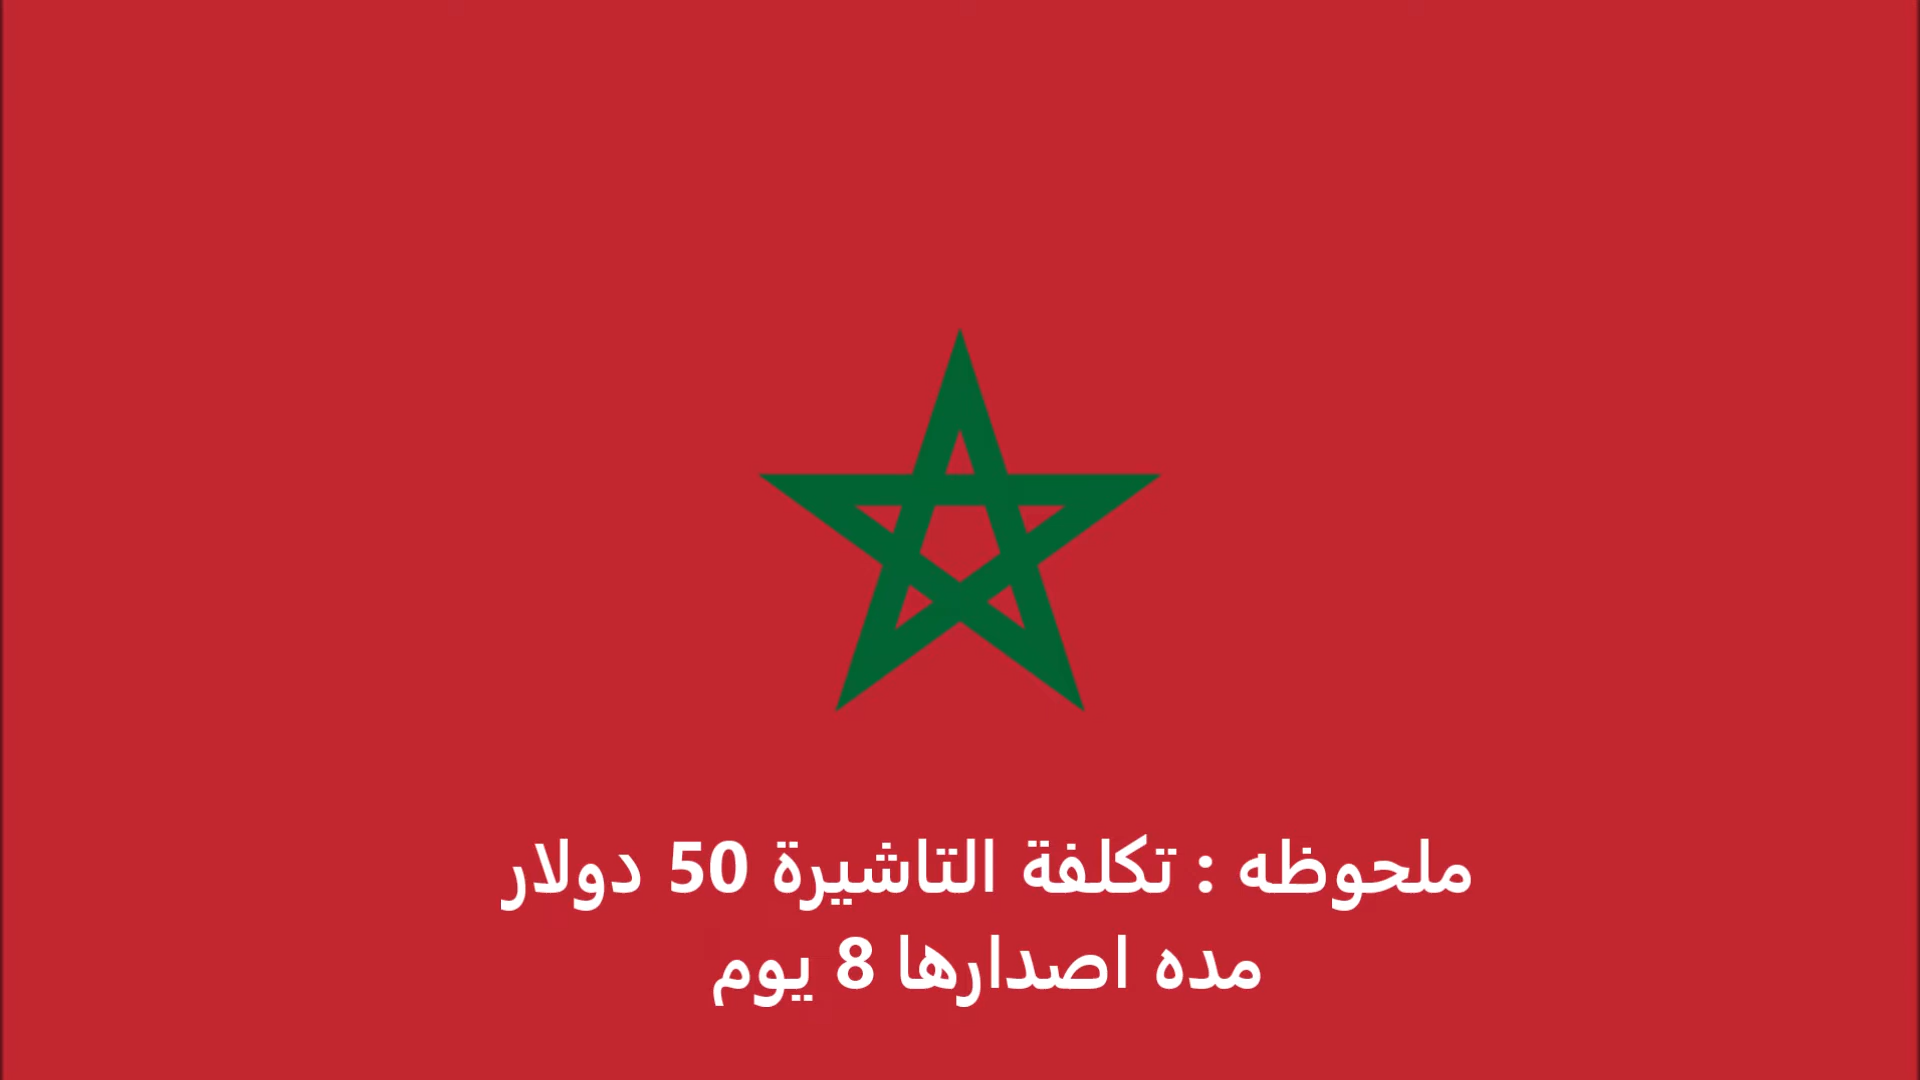 ملحوظه : تكلفة التاشيرة 50 دولار
مده اصدارها 8 يوم